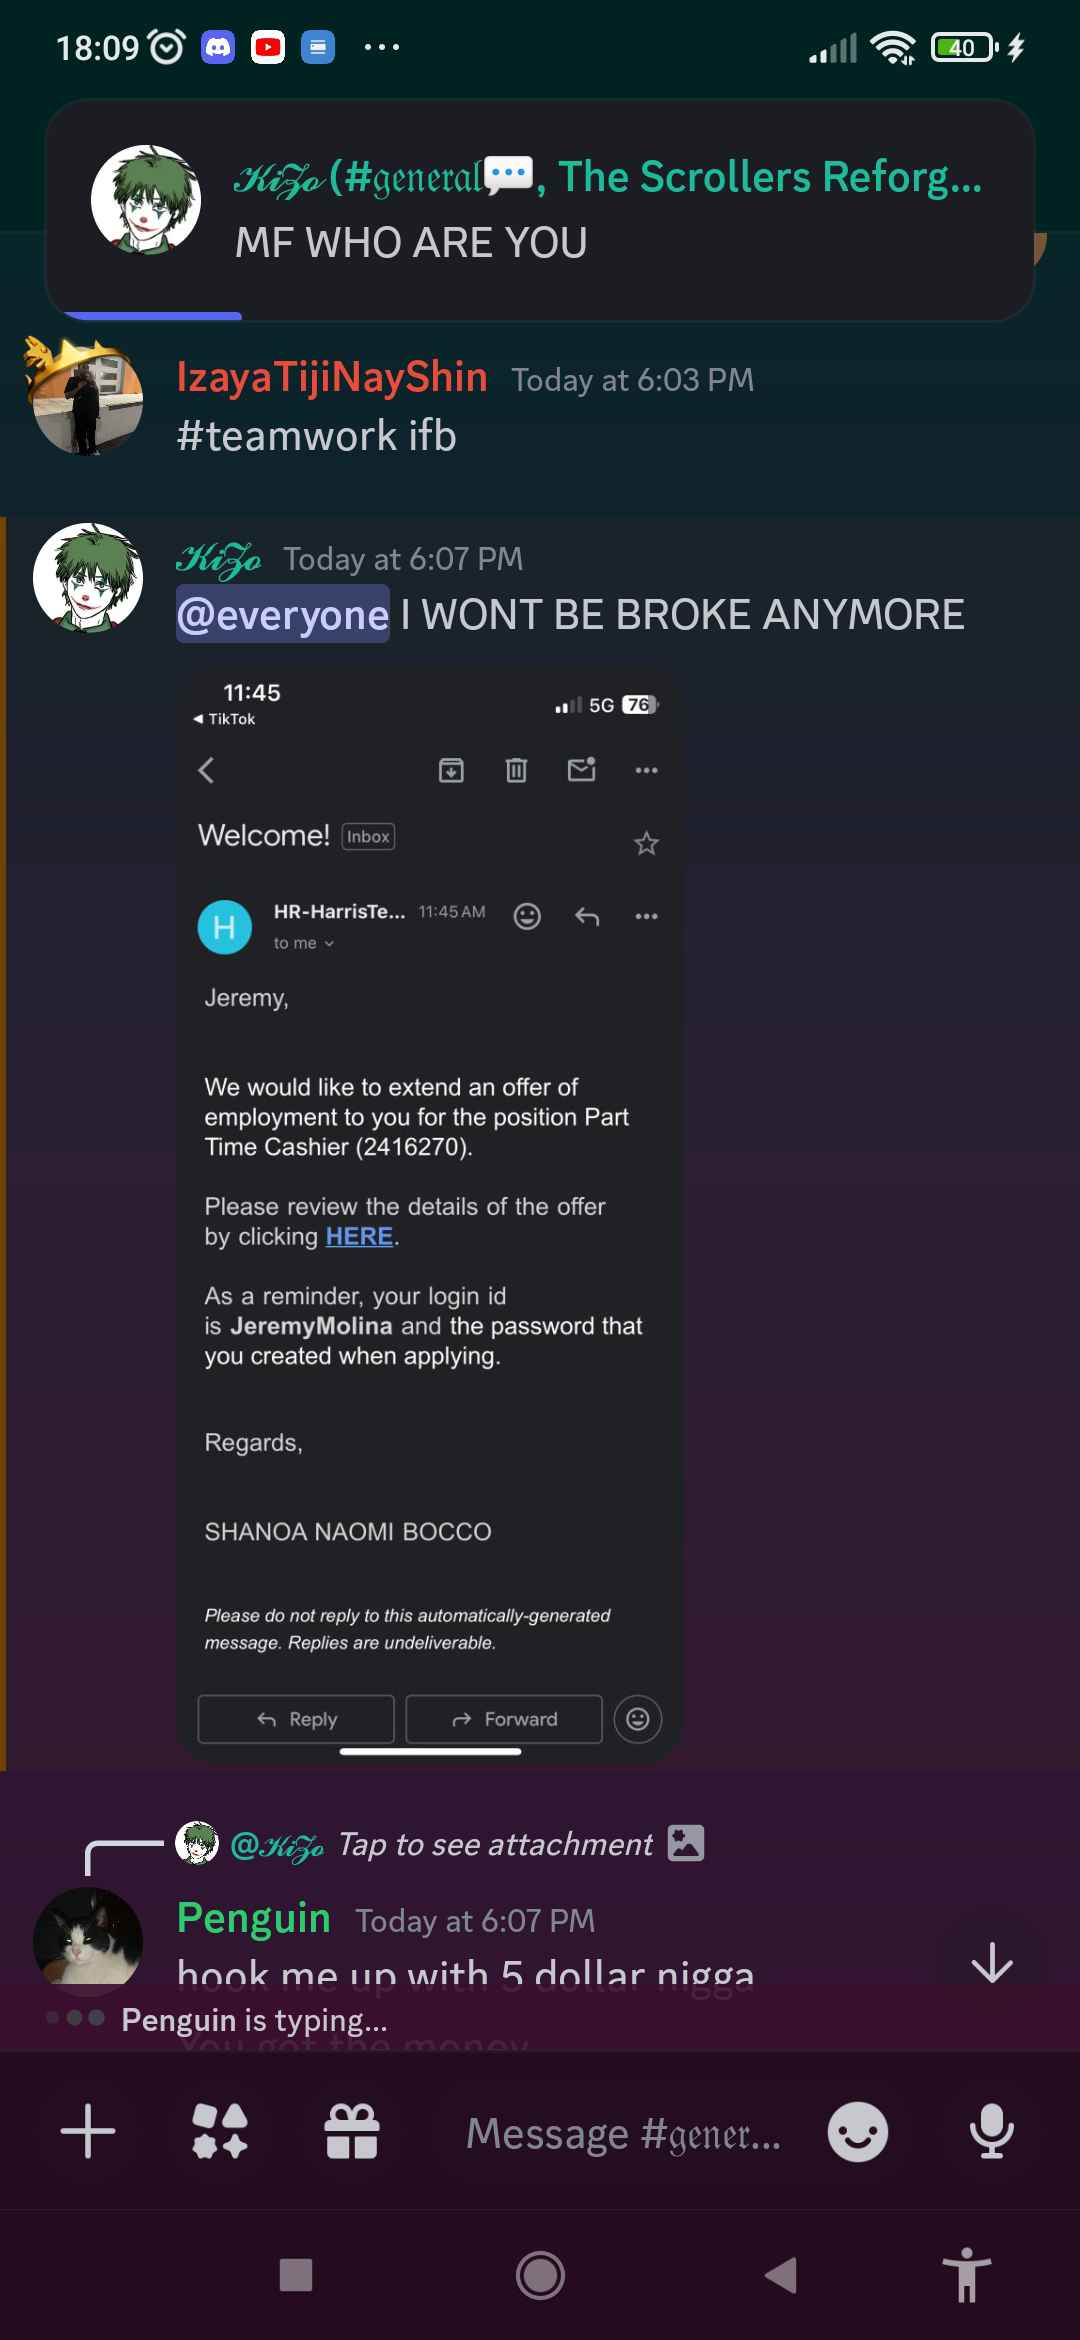 18:09
40
KiZo (#general💬, The Scrollers Reforg...
MF WHO ARE YOU
IzayaTijiNayShin Today at 6:03 PM
#teamwork ifb
KiZo Today at 6:07 PM
@everyone I WONT BE BROKE ANYMORE
11:45
5G 76
◀ TikTok
Welcome! Inbox
H
HR-HarrisTe... 11:45 AM
to me
Jeremy,
We would like to extend an offer of
employment to you for the position Part
Time Cashier (2416270).
Please review the details of the offer
by clicking HERE.
As a reminder, your login id
is JeremyMolina and the password that
you created when applying.
Regards,
SHANOA NAOMI BOCCO
Please do not reply to this automatically-generated
message. Replies are undeliverable.
Reply
Forward
@KiZo Tap to see attachment
Penguin Today at 6:07 PM
hook me up with 5 dollar nigga
Penguin is typing...
You got the money
Message #gener...